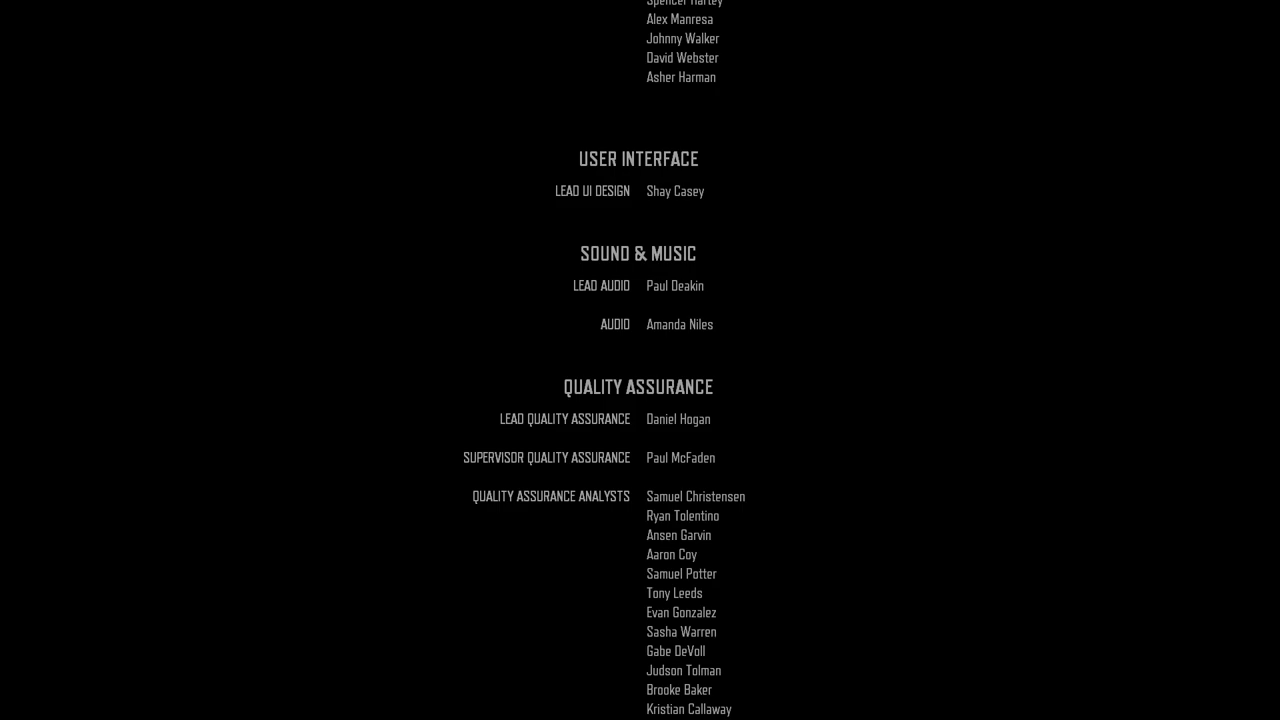 Spencer Harley
Alex Manresa
Johnny Walker
David Webster
Asher Harman
USER INTERFACE
LEAD UI DESIGN Shay Casey
SOUND & MUSIC
LEAD AUDIO Paul Deakin
AUDIO Amanda Niles
QUALITY ASSURANCE
LEAD QUALITY ASSURANCE Daniel Hogan
SUPERVISOR QUALITY ASSURANCE Paul McFaden
QUALITY ASSURANCE ANALYSTS Samuel Christensen
Ryan Tolentino
Ansen Garvin
Aaron Coy
Samuel Potter
Tony Leeds
Evan Gonzalez
Sasha Warren
Gabe DeVoll
Judson Tolman
Brooke Baker
Kristian Callaway